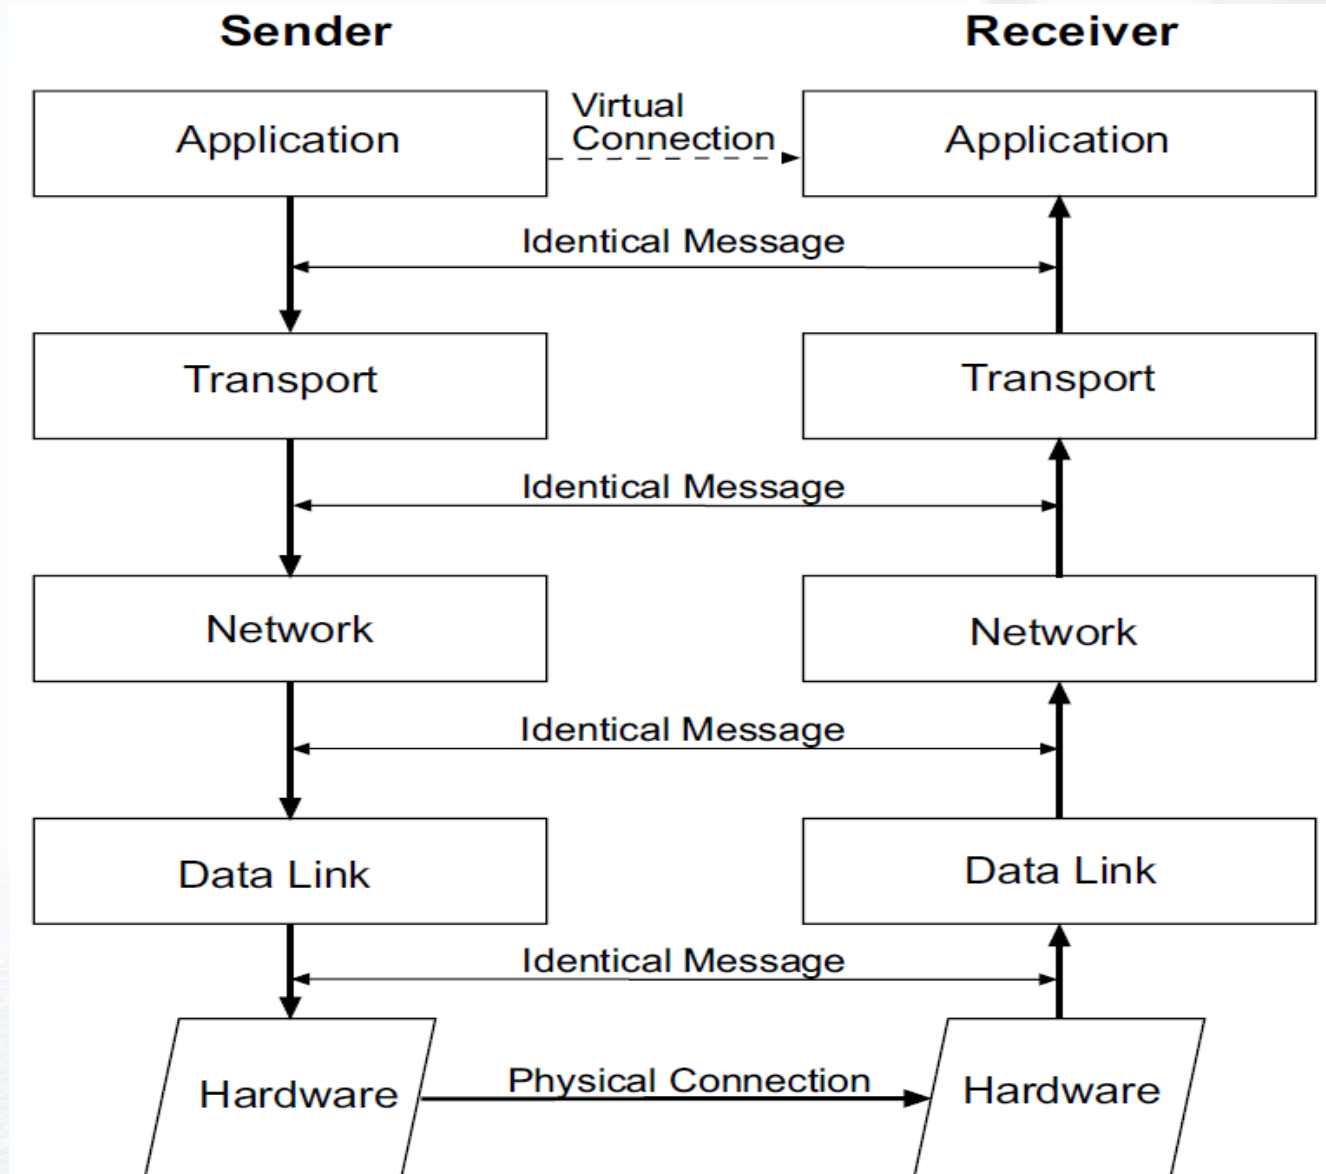 Sender
Receiver
Application
Virtual
Connection
Application
Identical Message
Transport
Transport
Identical Message
Network
Network
Identical Message
Data Link
Data Link
Identical Message
Hardware
Physical Connection
Hardware